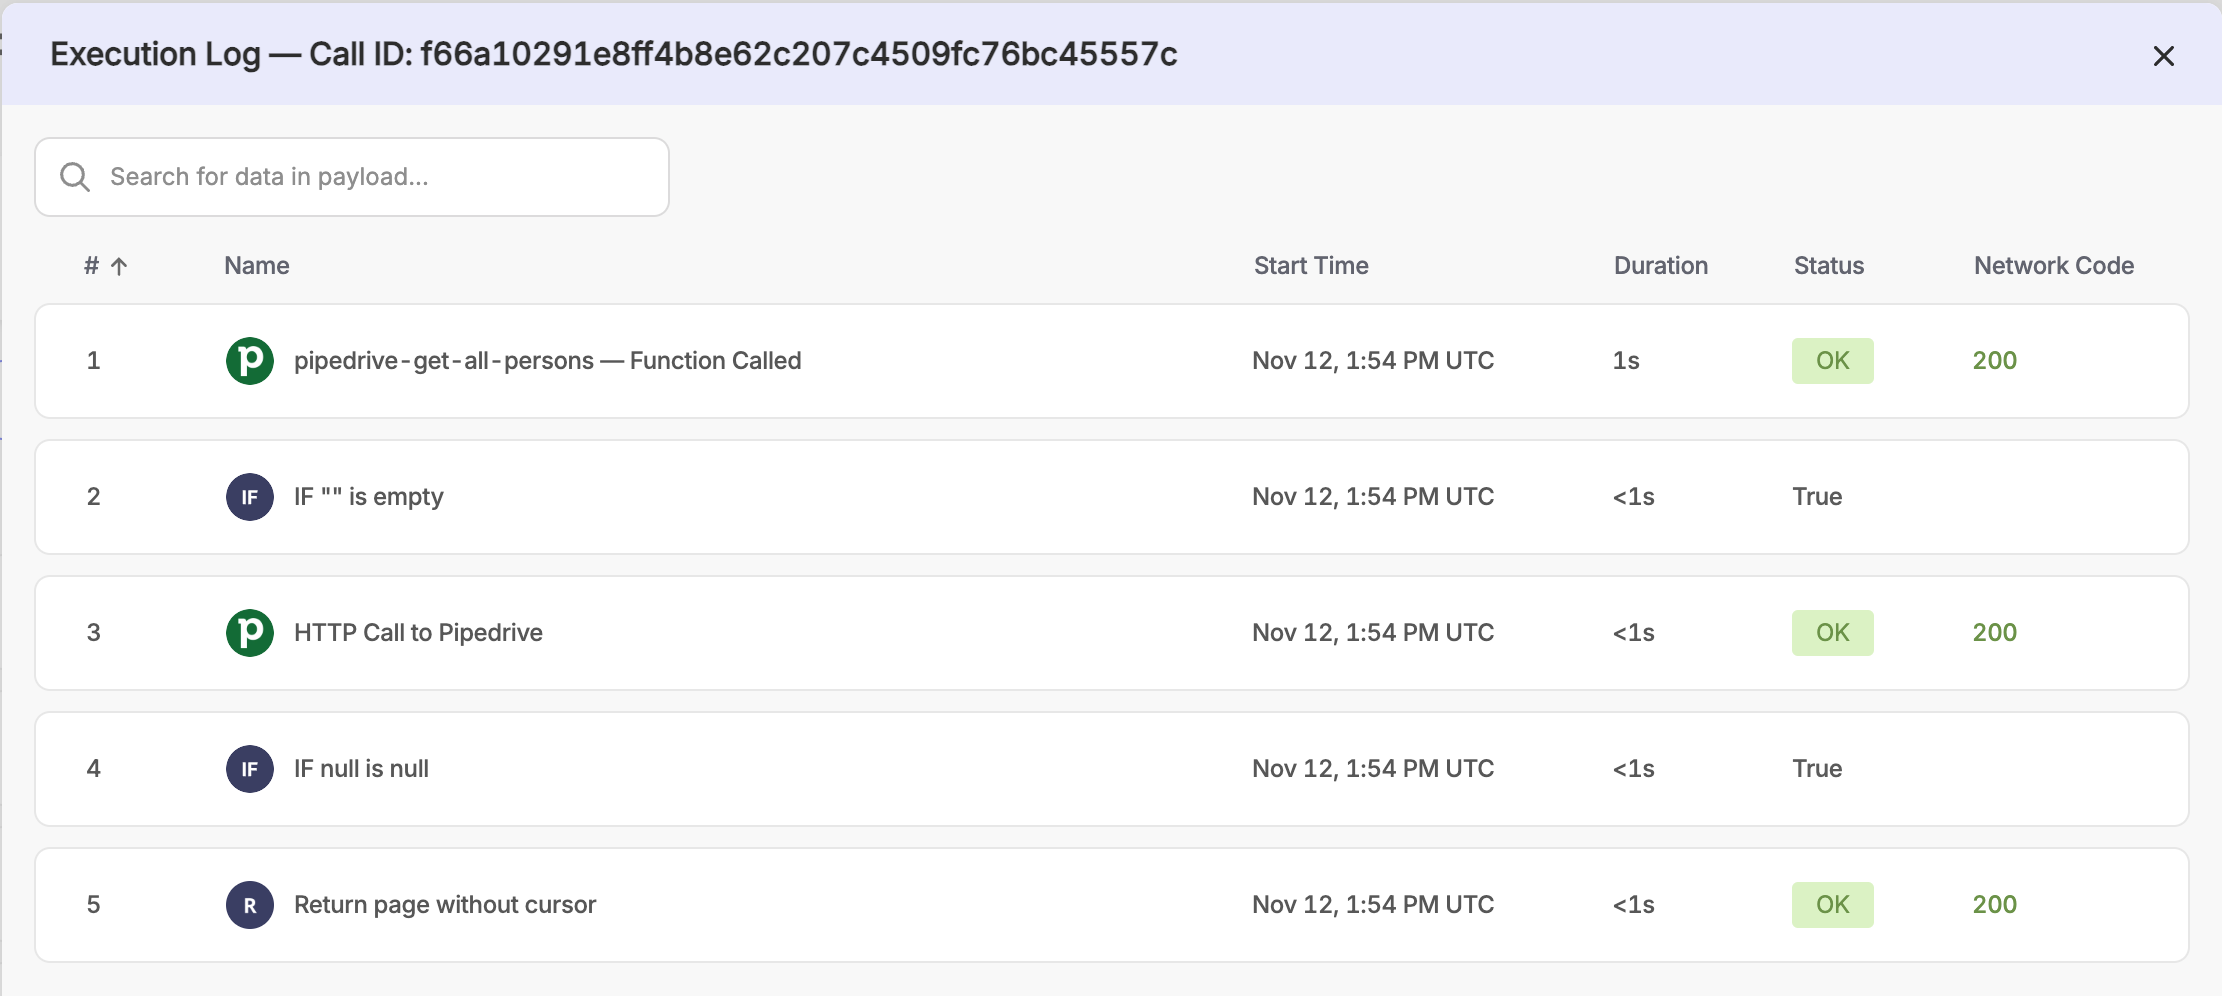 Execution Log — Call ID: f66a10291e8ff4b8e62c207c4509fc76bc45557c
Search for data in payload...
# Name Start Time Duration Status Network Code
1 p pipedrive-get-all-persons — Function Called Nov 12, 1:54 PM UTC 1s OK 200
2 IF IF "" is empty Nov 12, 1:54 PM UTC <1s True
3 p HTTP Call to Pipedrive Nov 12, 1:54 PM UTC <1s OK 200
4 IF IF null is null Nov 12, 1:54 PM UTC <1s True
5 R Return page without cursor Nov 12, 1:54 PM UTC <1s OK 200